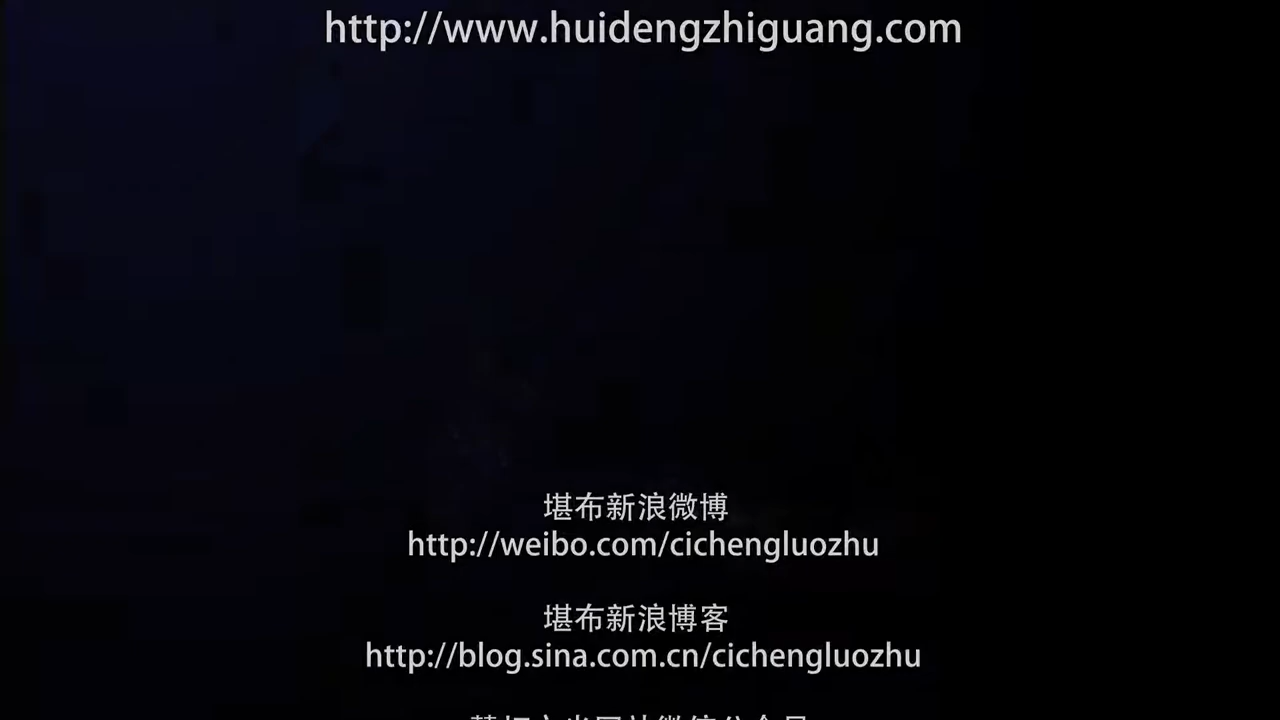 http://www.huidengzhiguang.com
堪布新浪微博
http://weibo.com/cichengluozhu
堪布新浪博客
http://blog.sina.com.cn/cichengluozhu